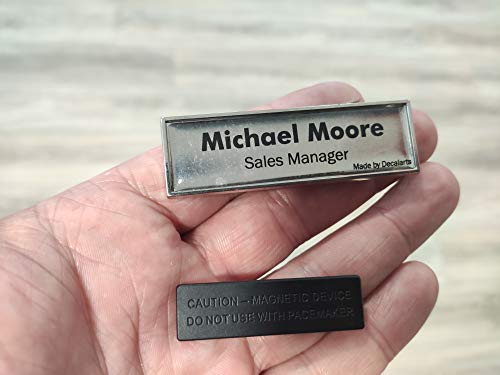 Michael Moore
Sales Manager
Made by Decalarts
CAUTION - MAGNETIC DEVICE
DO NOT USE WITH PACEMAKER